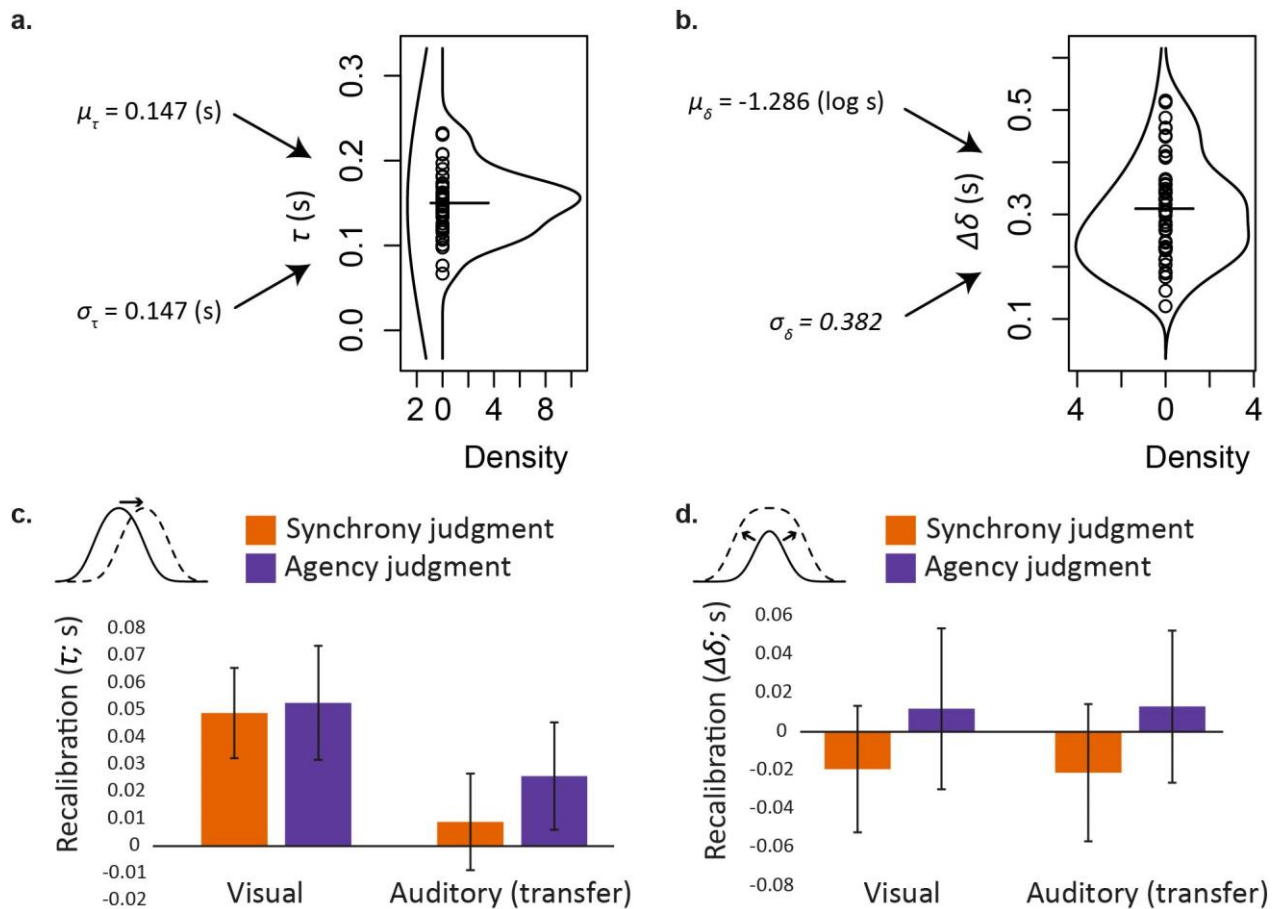 a.
μτ = 0.147 (s)
στ = 0.147 (s)
τ (s)
0.3
0.2
0.1
0.0
2 0 4 8
Density
b.
μδ = -1.286 (log s)
σδ = 0.382
Δδ (s)
0.5
0.3
0.1
4 0 4
Density
c.
Synchrony judgment
Agency judgment
Recalibration (τ; s)
0.08
0.07
0.06
0.05
0.04
0.03
0.02
0.01
0
-0.01
-0.02
Visual Auditory (transfer)
d.
Synchrony judgment
Agency judgment
Recalibration (Δδ; s)
0.06
0.04
0.02
0
-0.02
-0.04
-0.06
-0.08
Visual Auditory (transfer)